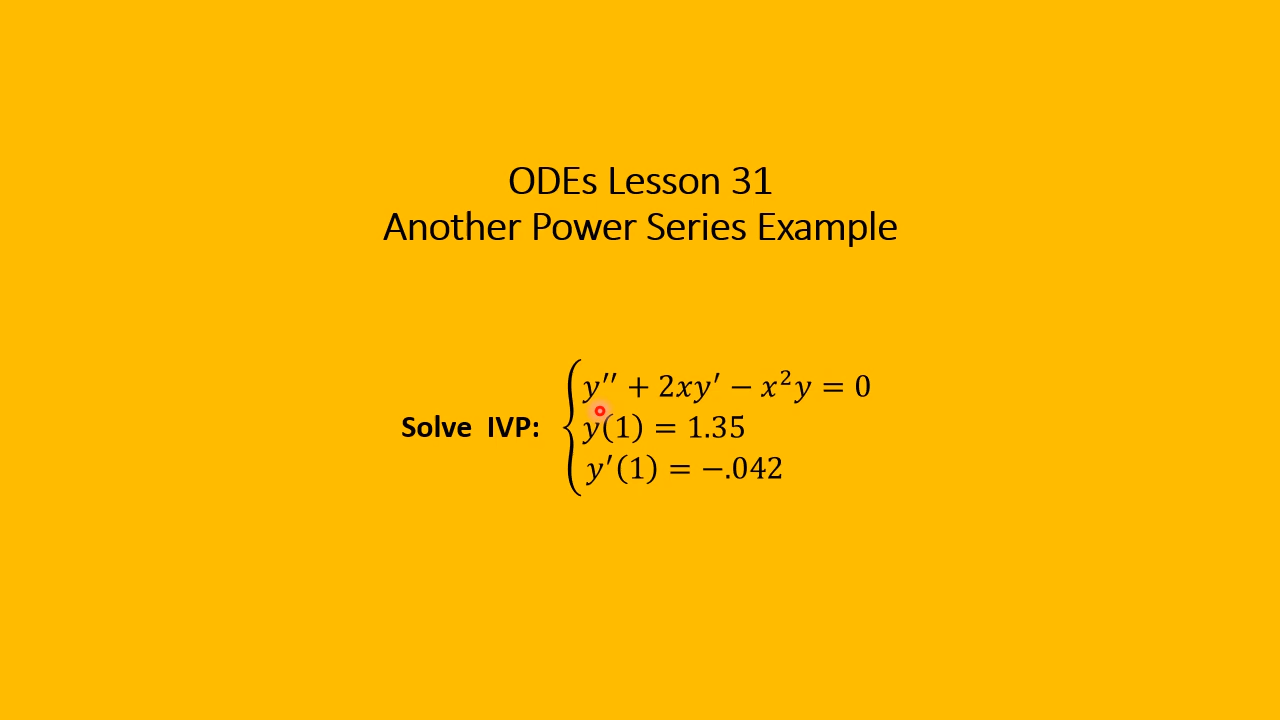 ODEs Lesson 31
Another Power Series Example
y′′ + 2xy′ − x²y = 0
Solve IVP: y(1) = 1.35
y′(1) = −.042